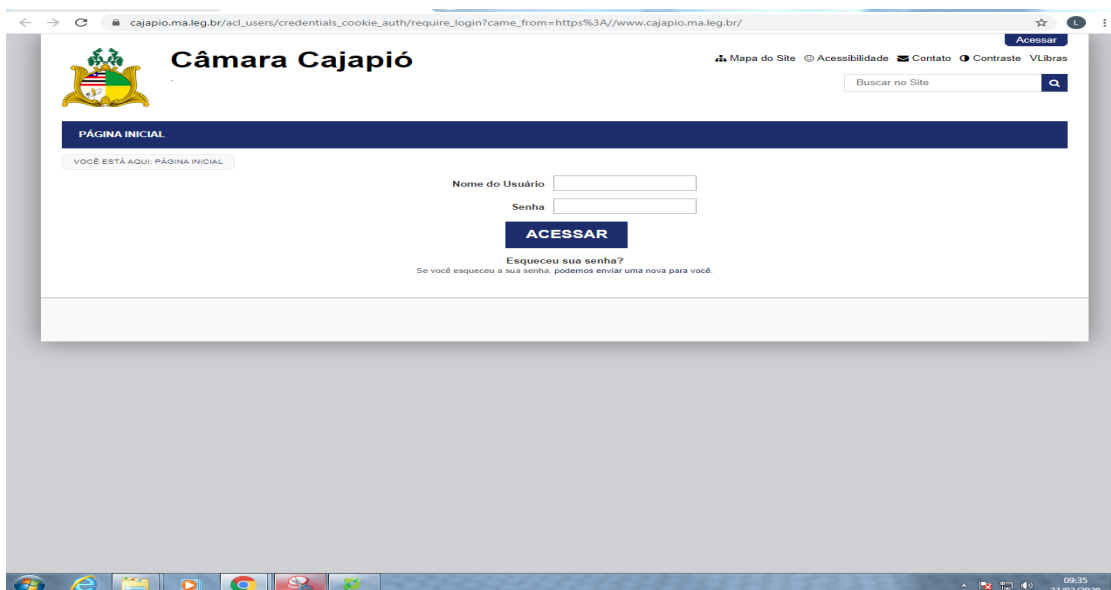 cajapio.ma.leg.br/acl_users/credentials_cookie_auth/require_login?came_from=https%3A//www.cajapio.ma.leg.br/
L
Acessar
Câmara Cajapió
Mapa do Site Acessibilidade Contato Contraste VLibras
Buscar no Site
PÁGINA INICIAL
VOCÊ ESTÁ AQUI: PÁGINA INICIAL
Nome do Usuário
Senha
ACESSAR
Esqueceu sua senha?
Se você esqueceu a sua senha, podemos enviar uma nova para você.
09:35